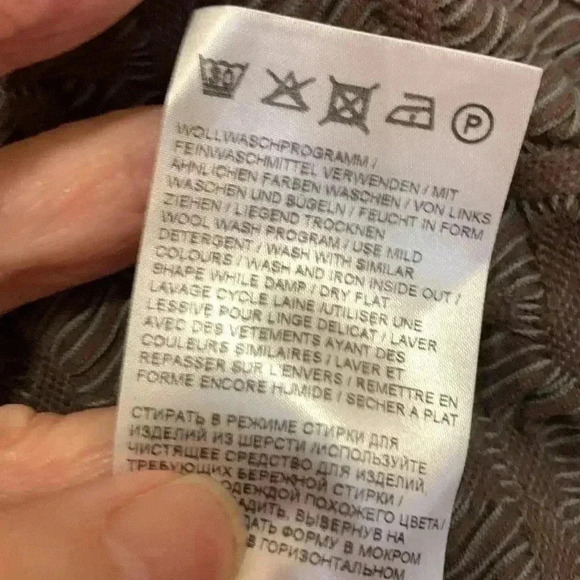 30
P
WOLLWASCHPROGRAMM /
FEINWASCHMITTEL VERWENDEN / MIT
ÄHNLICHEN FARBEN WASCHEN / VON LINKS
WASCHEN UND BÜGELN / FEUCHT IN FORM
ZIEHEN / LIEGEND TROCKNEN
WOOL WASH PROGRAM / USE MILD
DETERGENT / WASH WITH SIMILAR
COLOURS / WASH AND IRON INSIDE OUT /
SHAPE WHILE DAMP / DRY FLAT
LAVAGE CYCLE LAINE /UTILISER UNE
LESSIVE POUR LINGE DELICAT / LAVER
AVEC DES VETEMENTS AYANT DES
COULEURS SIMILAIRES / LAVER ET
REPASSER SUR L'ENVERS / REMETTRE EN
FORME ENCORE HUMIDE / SECHER A PLAT
СТИРАТЬ В РЕЖИМЕ СТИРКИ ДЛЯ
ИЗДЕЛИЙ ИЗ ШЕРСТИ /ИСПОЛЬЗУЙТЕ
ЧИСТЯЩЕЕ СРЕДСТВО ДЛЯ ИЗДЕЛИЙ,
ТРЕБУЮЩИХ БЕРЕЖНОЙ СТИРКИ /
ОДЕЖДОЙ ПОХОЖЕГО ЦВЕТА /
ВЫВЕРНУВ НА
ФОРМУ В МОКРОМ
В ГОРИЗОНТАЛЬНОМ